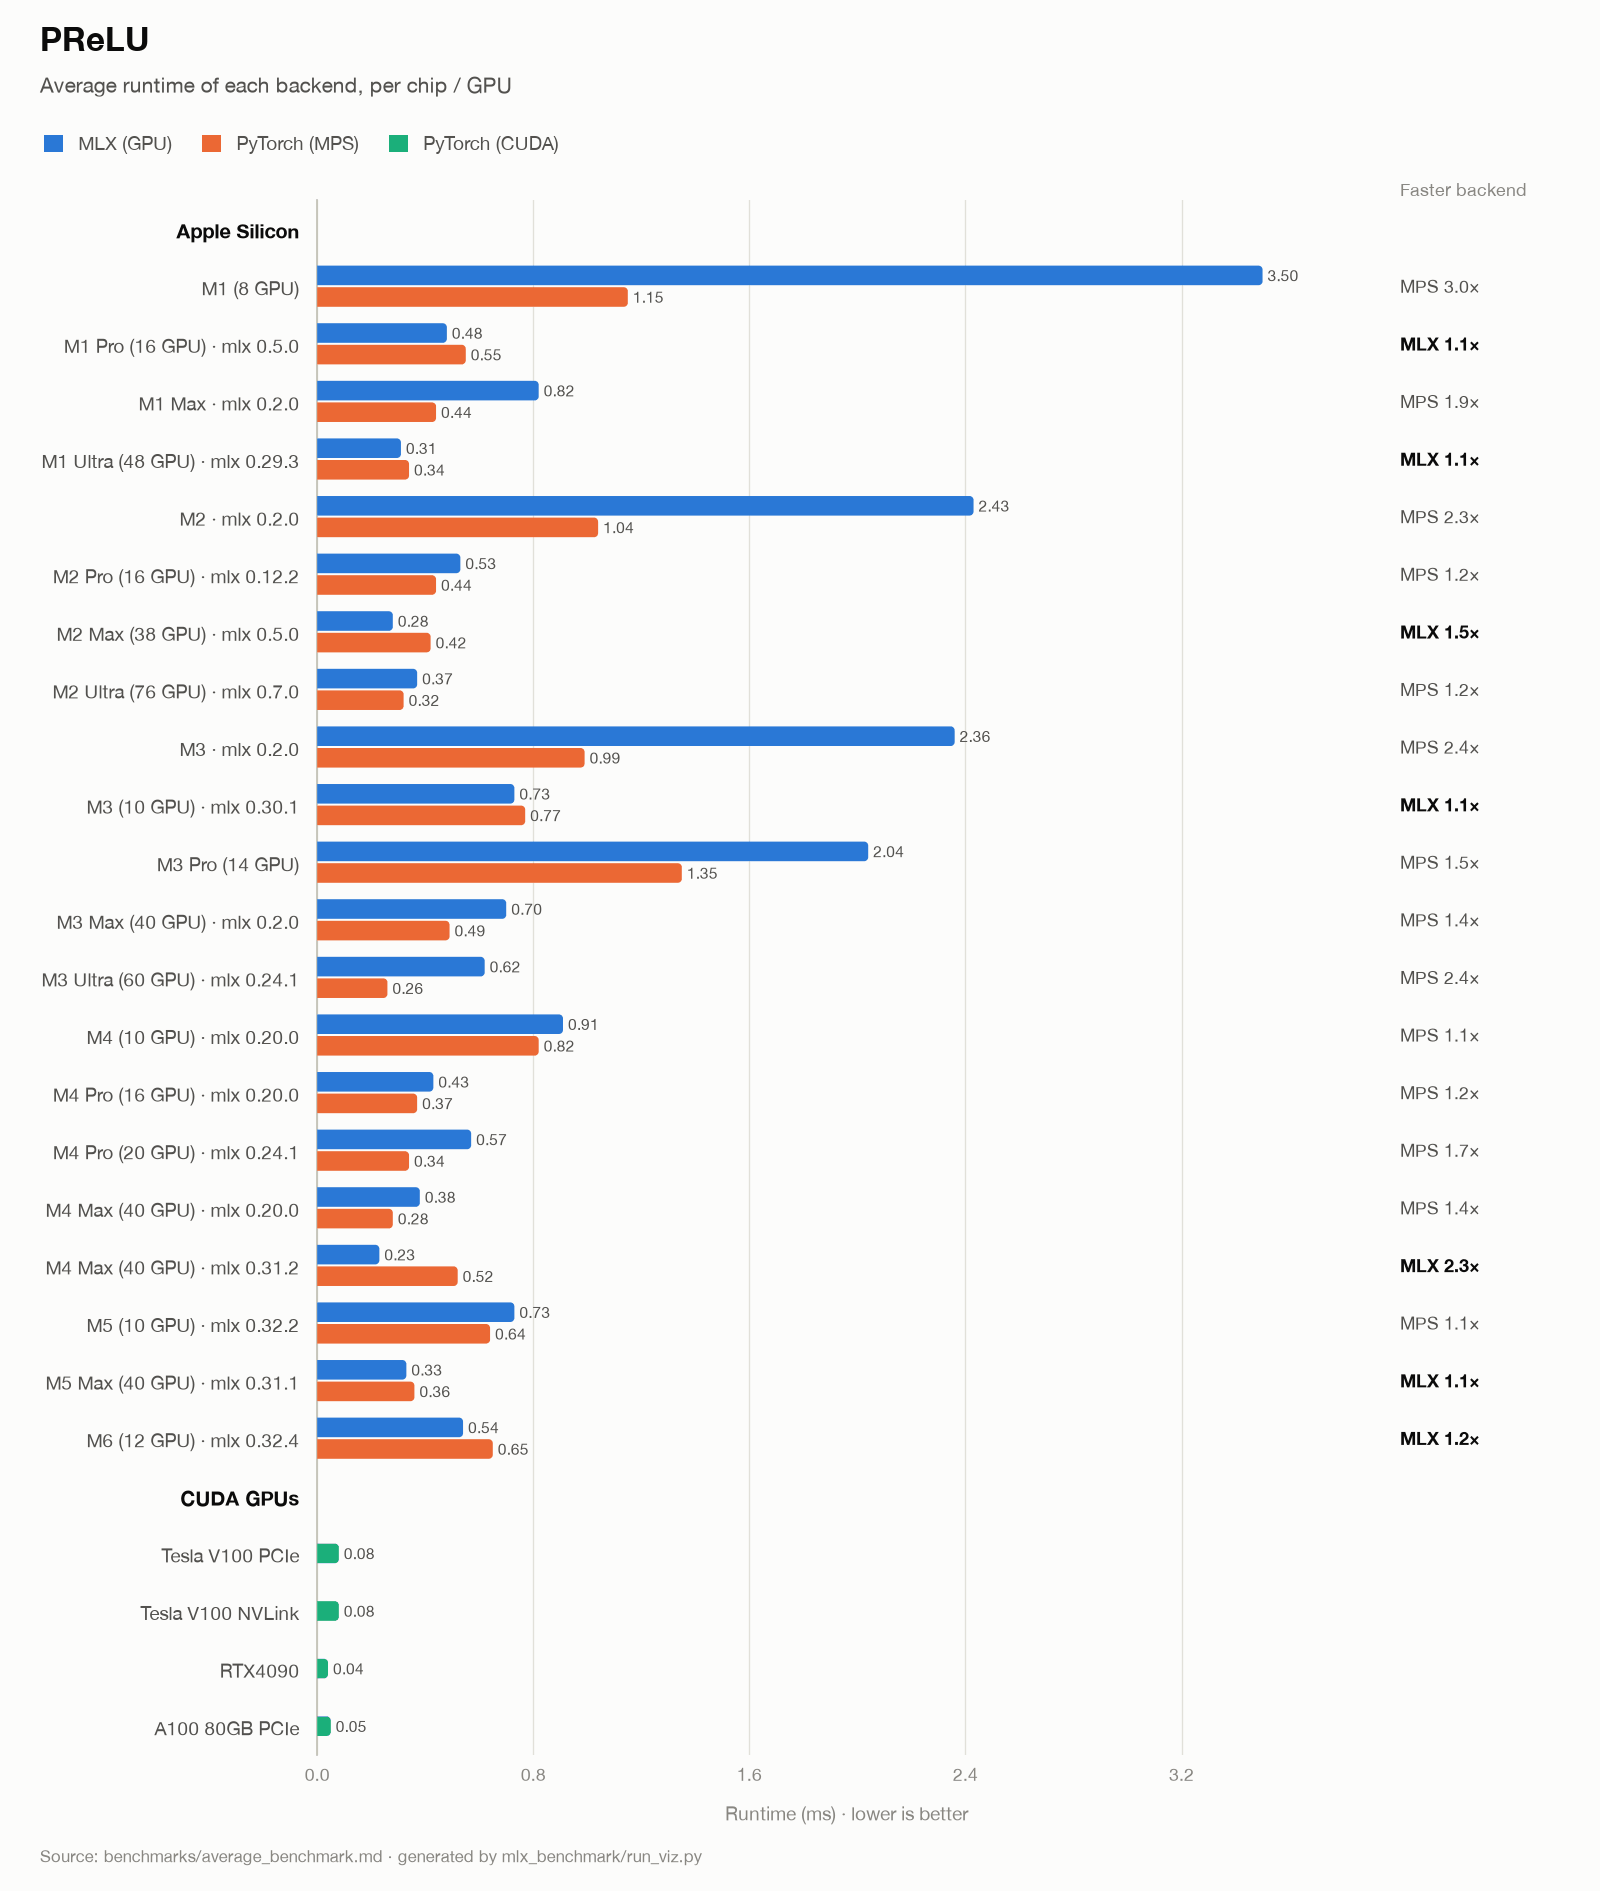 PReLU
Average runtime of each backend, per chip / GPU
MLX (GPU) PyTorch (MPS) PyTorch (CUDA)
Faster backend
Apple Silicon
M1 (8 GPU) 3.50 1.15 MPS 3.0×
M1 Pro (16 GPU) · mlx 0.5.0 0.48 0.55 MLX 1.1×
M1 Max · mlx 0.2.0 0.82 0.44 MPS 1.9×
M1 Ultra (48 GPU) · mlx 0.29.3 0.31 0.34 MLX 1.1×
M2 · mlx 0.2.0 2.43 1.04 MPS 2.3×
M2 Pro (16 GPU) · mlx 0.12.2 0.53 0.44 MPS 1.2×
M2 Max (38 GPU) · mlx 0.5.0 0.28 0.42 MLX 1.5×
M2 Ultra (76 GPU) · mlx 0.7.0 0.37 0.32 MPS 1.2×
M3 · mlx 0.2.0 2.36 0.99 MPS 2.4×
M3 (10 GPU) · mlx 0.30.1 0.73 0.77 MLX 1.1×
M3 Pro (14 GPU) 2.04 1.35 MPS 1.5×
M3 Max (40 GPU) · mlx 0.2.0 0.70 0.49 MPS 1.4×
M3 Ultra (60 GPU) · mlx 0.24.1 0.62 0.26 MPS 2.4×
M4 (10 GPU) · mlx 0.20.0 0.91 0.82 MPS 1.1×
M4 Pro (16 GPU) · mlx 0.20.0 0.43 0.37 MPS 1.2×
M4 Pro (20 GPU) · mlx 0.24.1 0.57 0.34 MPS 1.7×
M4 Max (40 GPU) · mlx 0.20.0 0.38 0.28 MPS 1.4×
M4 Max (40 GPU) · mlx 0.31.2 0.23 0.52 MLX 2.3×
M5 (10 GPU) · mlx 0.32.2 0.73 0.64 MPS 1.1×
M5 Max (40 GPU) · mlx 0.31.1 0.33 0.36 MLX 1.1×
M6 (12 GPU) · mlx 0.32.4 0.54 0.65 MLX 1.2×
CUDA GPUs
Tesla V100 PCIe 0.08
Tesla V100 NVLink 0.08
RTX4090 0.04
A100 80GB PCIe 0.05
0.0 0.8 1.6 2.4 3.2
Runtime (ms) · lower is better
Source: benchmarks/average_benchmark.md · generated by mlx_benchmark/run_viz.py